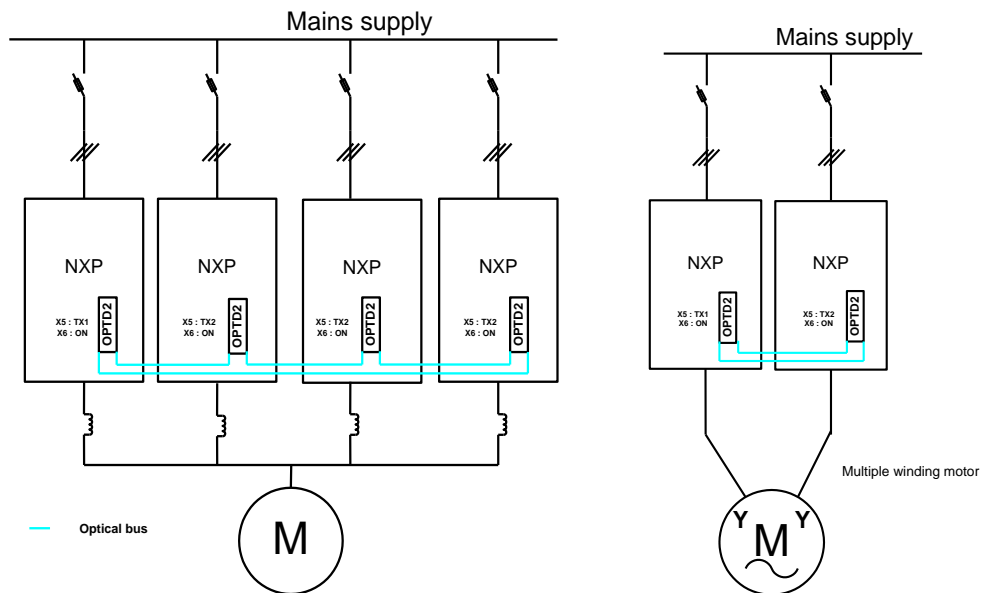 Mains supply
NXP
X5 : TX1
X6 : ON
OPTD2
NXP
X5 : TX2
X6 : ON
OPTD2
NXP
X5 : TX2
X6 : ON
OPTD2
NXP
X5 : TX2
X6 : ON
OPTD2
M
Optical bus
Mains supply
NXP
X5 : TX1
X6 : ON
OPTD2
NXP
X5 : TX2
X6 : ON
OPTD2
Multiple winding motor
Y M Y